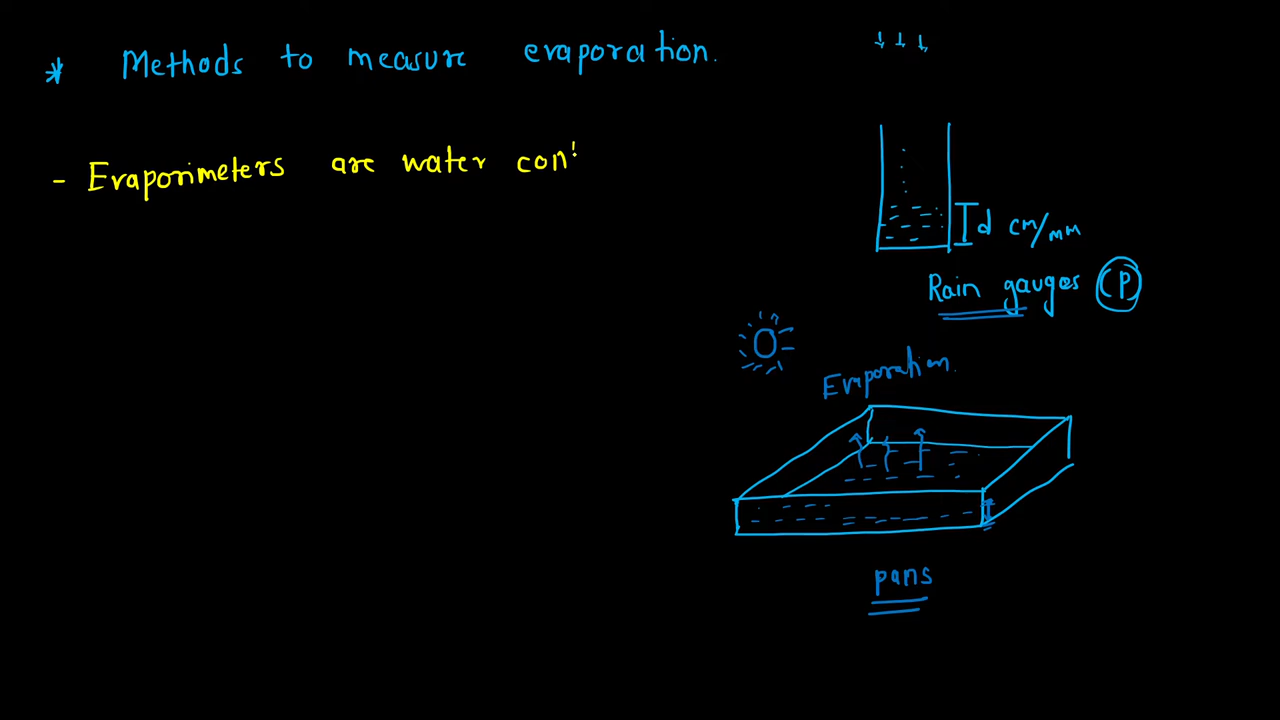 * Methods to measure evaporation.
- Evaporimeters are water con
d cm/mm
Rain gauges (P)
Evaporation.
pans